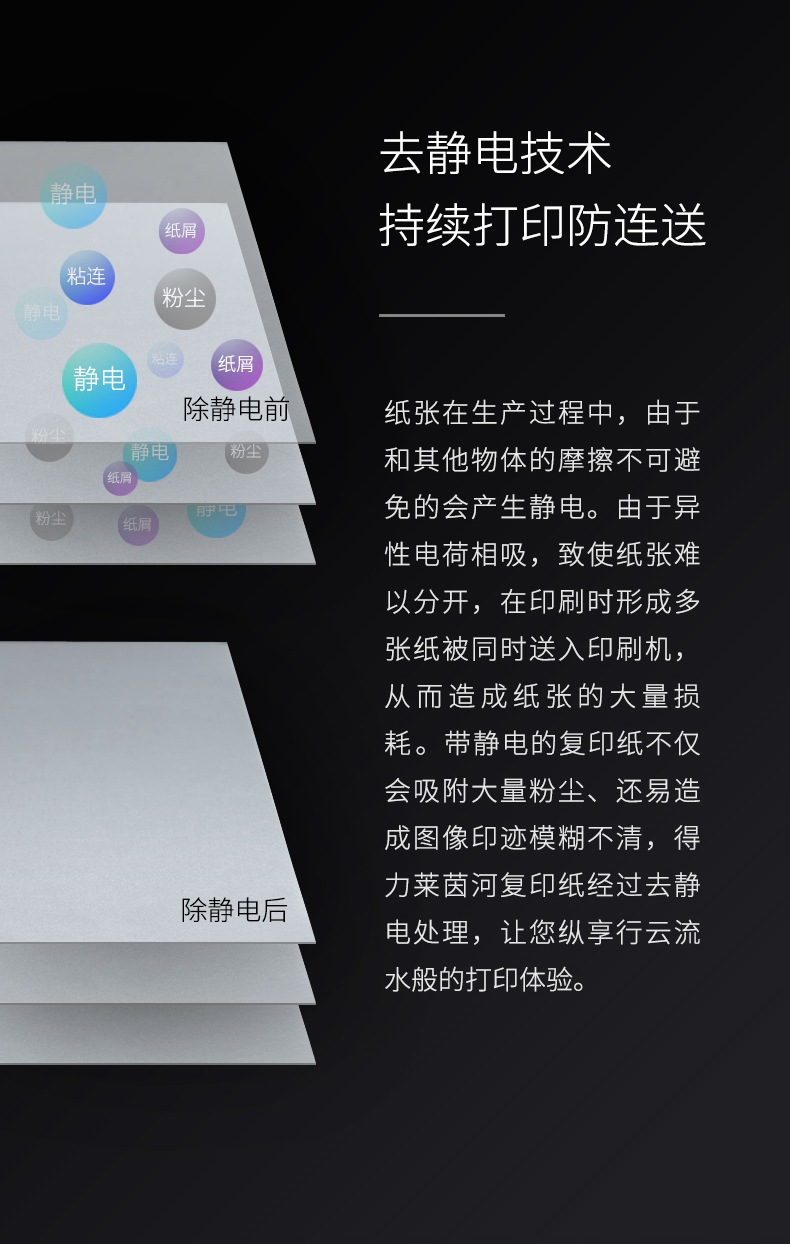 去静电技术
持续打印防连送
纸张在生产过程中，由于
和其他物体的摩擦不可避
免的会产生静电。由于异
性电荷相吸，致使纸张难
以分开，在印刷时形成多
张纸被同时送入印刷机，
从而造成纸张的大量损
耗。带静电的复印纸不仅
会吸附大量粉尘、还易造
成图像印迹模糊不清，得
力莱茵河复印纸经过去静
电处理，让您纵享行云流
水般的打印体验。
静电
纸屑
粘连
粉尘
静电
粘连
纸屑
静电
除静电前
粉尘
静电
粉尘
纸屑
粉尘
纸屑
静电
除静电后